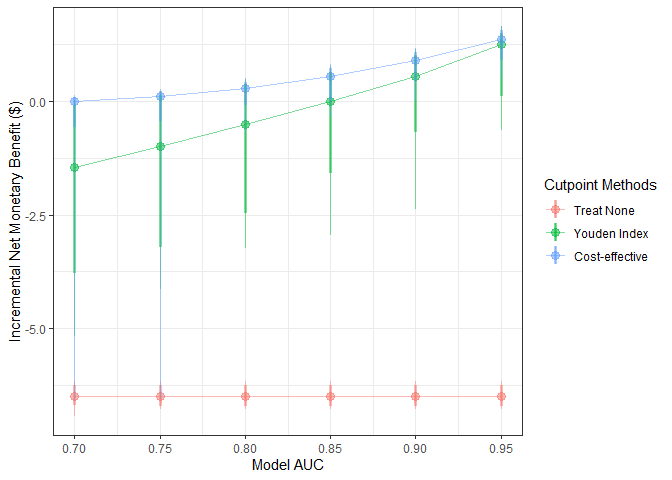 0.0
-2.5
-5.0
Incremental Net Monetary Benefit ($)
0.70 0.75 0.80 0.85 0.90 0.95
Model AUC
Cutpoint Methods
Treat None
Youden Index
Cost-effective